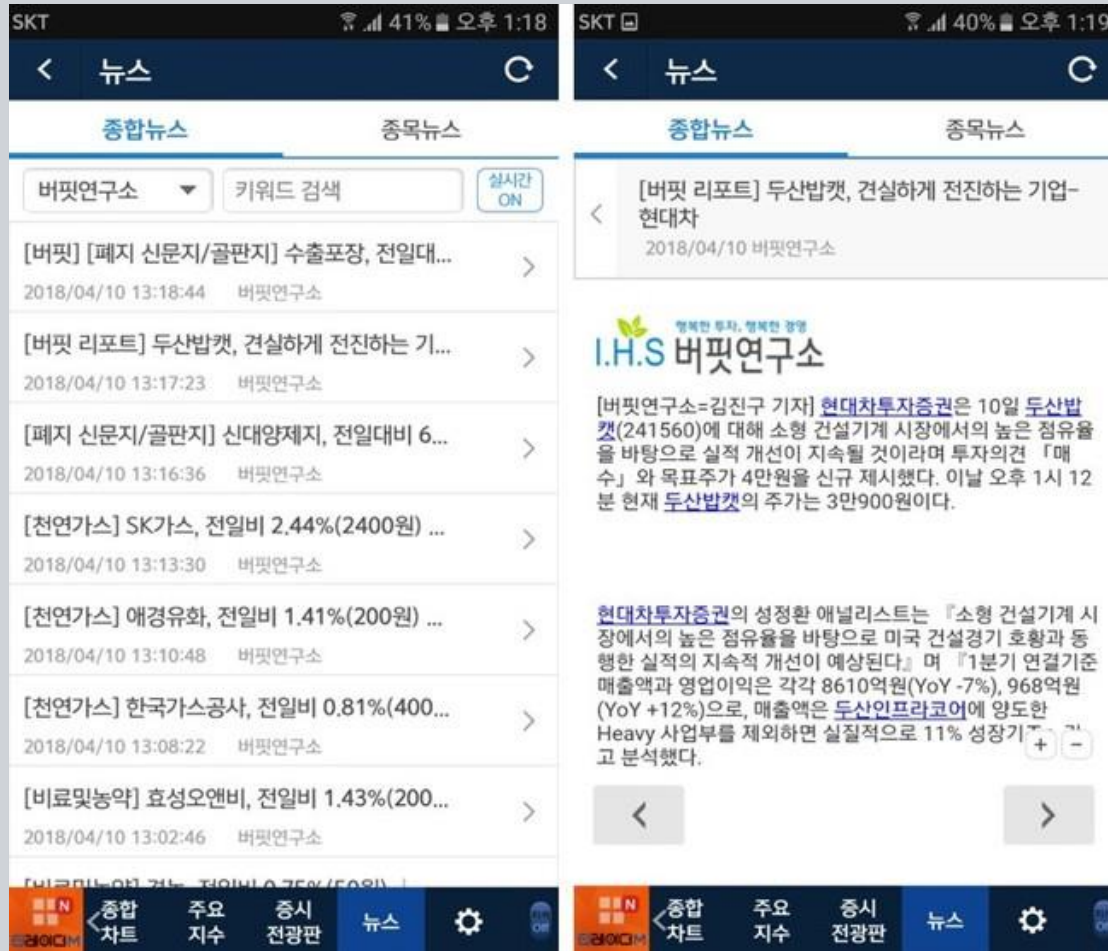 SKT 41% 오후 1:18
뉴스
종합뉴스 종목뉴스
버핏연구소 키워드 검색 실시간 ON
[버핏] [폐지 신문지/골판지] 수출포장, 전일대...
2018/04/10 13:18:44 버핏연구소
[버핏 리포트] 두산밥캣, 견실하게 전진하는 기...
2018/04/10 13:17:23 버핏연구소
[폐지 신문지/골판지] 신대양제지, 전일대비 6...
2018/04/10 13:16:36 버핏연구소
[천연가스] SK가스, 전일비 2.44%(2400원) ...
2018/04/10 13:13:30 버핏연구소
[천연가스] 애경유화, 전일비 1.41%(200원) ...
2018/04/10 13:10:48 버핏연구소
[천연가스] 한국가스공사, 전일비 0.81%(400...
2018/04/10 13:08:22 버핏연구소
[비료및농약] 효성오앤비, 전일비 1.43%(200...
2018/04/10 13:02:46 버핏연구소
N 종합 차트 주요 지수 증시 전광판 뉴스
SKT 40% 오후 1:19
뉴스
종합뉴스 종목뉴스
[버핏 리포트] 두산밥캣, 견실하게 전진하는 기업-
현대차
2018/04/10 버핏연구소
행복한 투자, 행복한 경영
I.H.S 버핏연구소
[버핏연구소=김진구 기자] 현대차투자증권은 10일 두산밥
캣(241560)에 대해 소형 건설기계 시장에서의 높은 점유율
을 바탕으로 실적 개선이 지속될 것이라며 투자의견 「매
수」와 목표주가 4만원을 신규 제시했다. 이날 오후 1시 12
분 현재 두산밥캣의 주가는 3만900원이다.
현대차투자증권의 성정환 애널리스트는 『소형 건설기계 시
장에서의 높은 점유율을 바탕으로 미국 건설경기 호황과 동
행한 실적의 지속적 개선이 예상된다』며 『1분기 연결기준
매출액과 영업이익은 각각 8610억원(YoY -7%), 968억원
(YoY +12%)으로, 매출액은 두산인프라코어에 양도한
Heavy 사업부를 제외하면 실질적으로 11% 성장
고 분석했다.
N 종합 차트 주요 지수 증시 전광판 뉴스